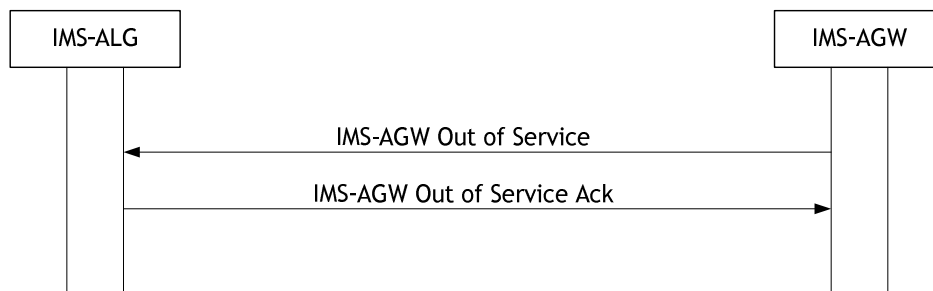 IMS-ALG
IMS-AGW
IMS-AGW Out of Service
IMS-AGW Out of Service Ack